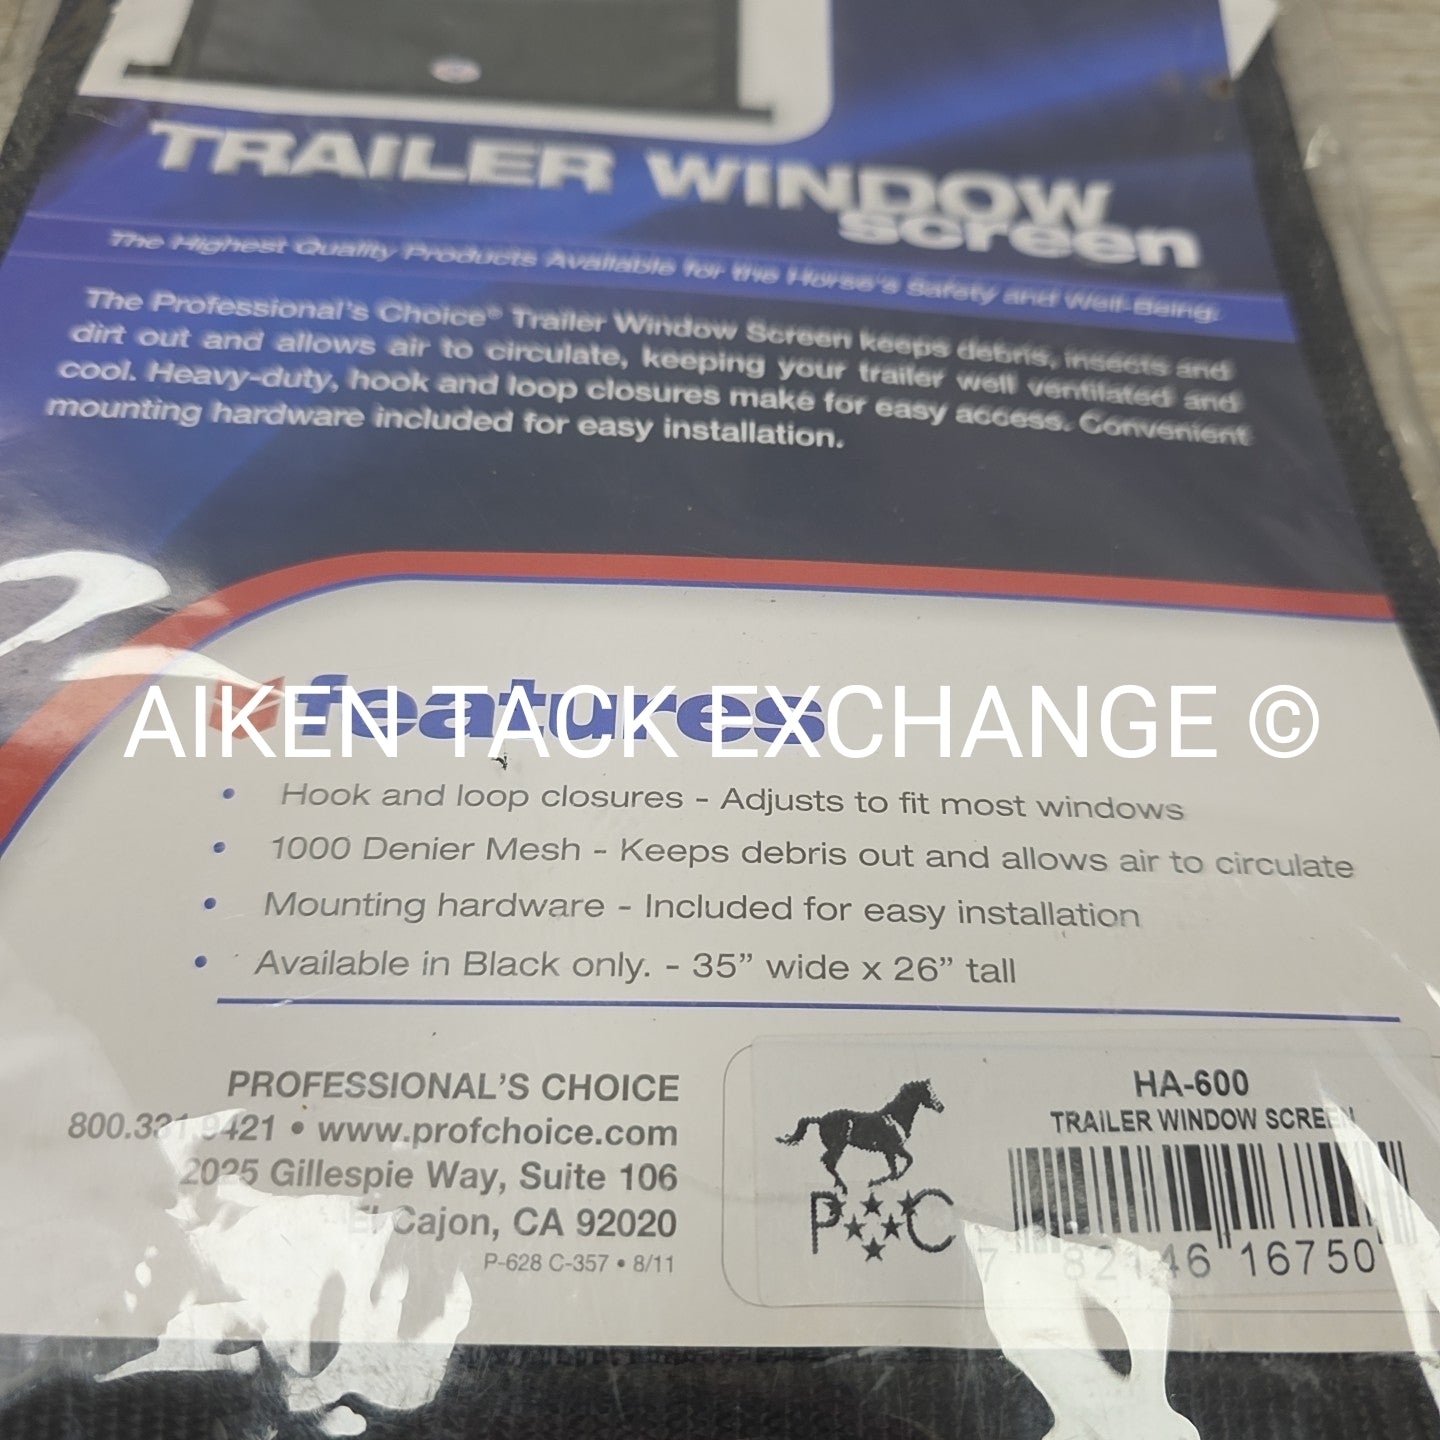 TRAILER WINDOW
screen
The Highest Quality Products Available for the Horse's Safety and Well-Being.
The Professional's Choice® Trailer Window Screen keeps debris, insects and
dirt out and allows air to circulate, keeping your trailer well ventilated and
cool. Heavy-duty, hook and loop closures make for easy access. Convenient
mounting hardware included for easy installation.
features
AIKEN TACK EXCHANGE ©
• Hook and loop closures - Adjusts to fit most windows
• 1000 Denier Mesh - Keeps debris out and allows air to circulate
• Mounting hardware - Included for easy installation
• Available in Black only. - 35” wide x 26” tall
PROFESSIONAL'S CHOICE
800.331.9421 • www.profchoice.com
2025 Gillespie Way, Suite 106
El Cajon, CA 92020
P-628 C-357 • 8/11
P C
HA-600
TRAILER WINDOW SCREEN
16750